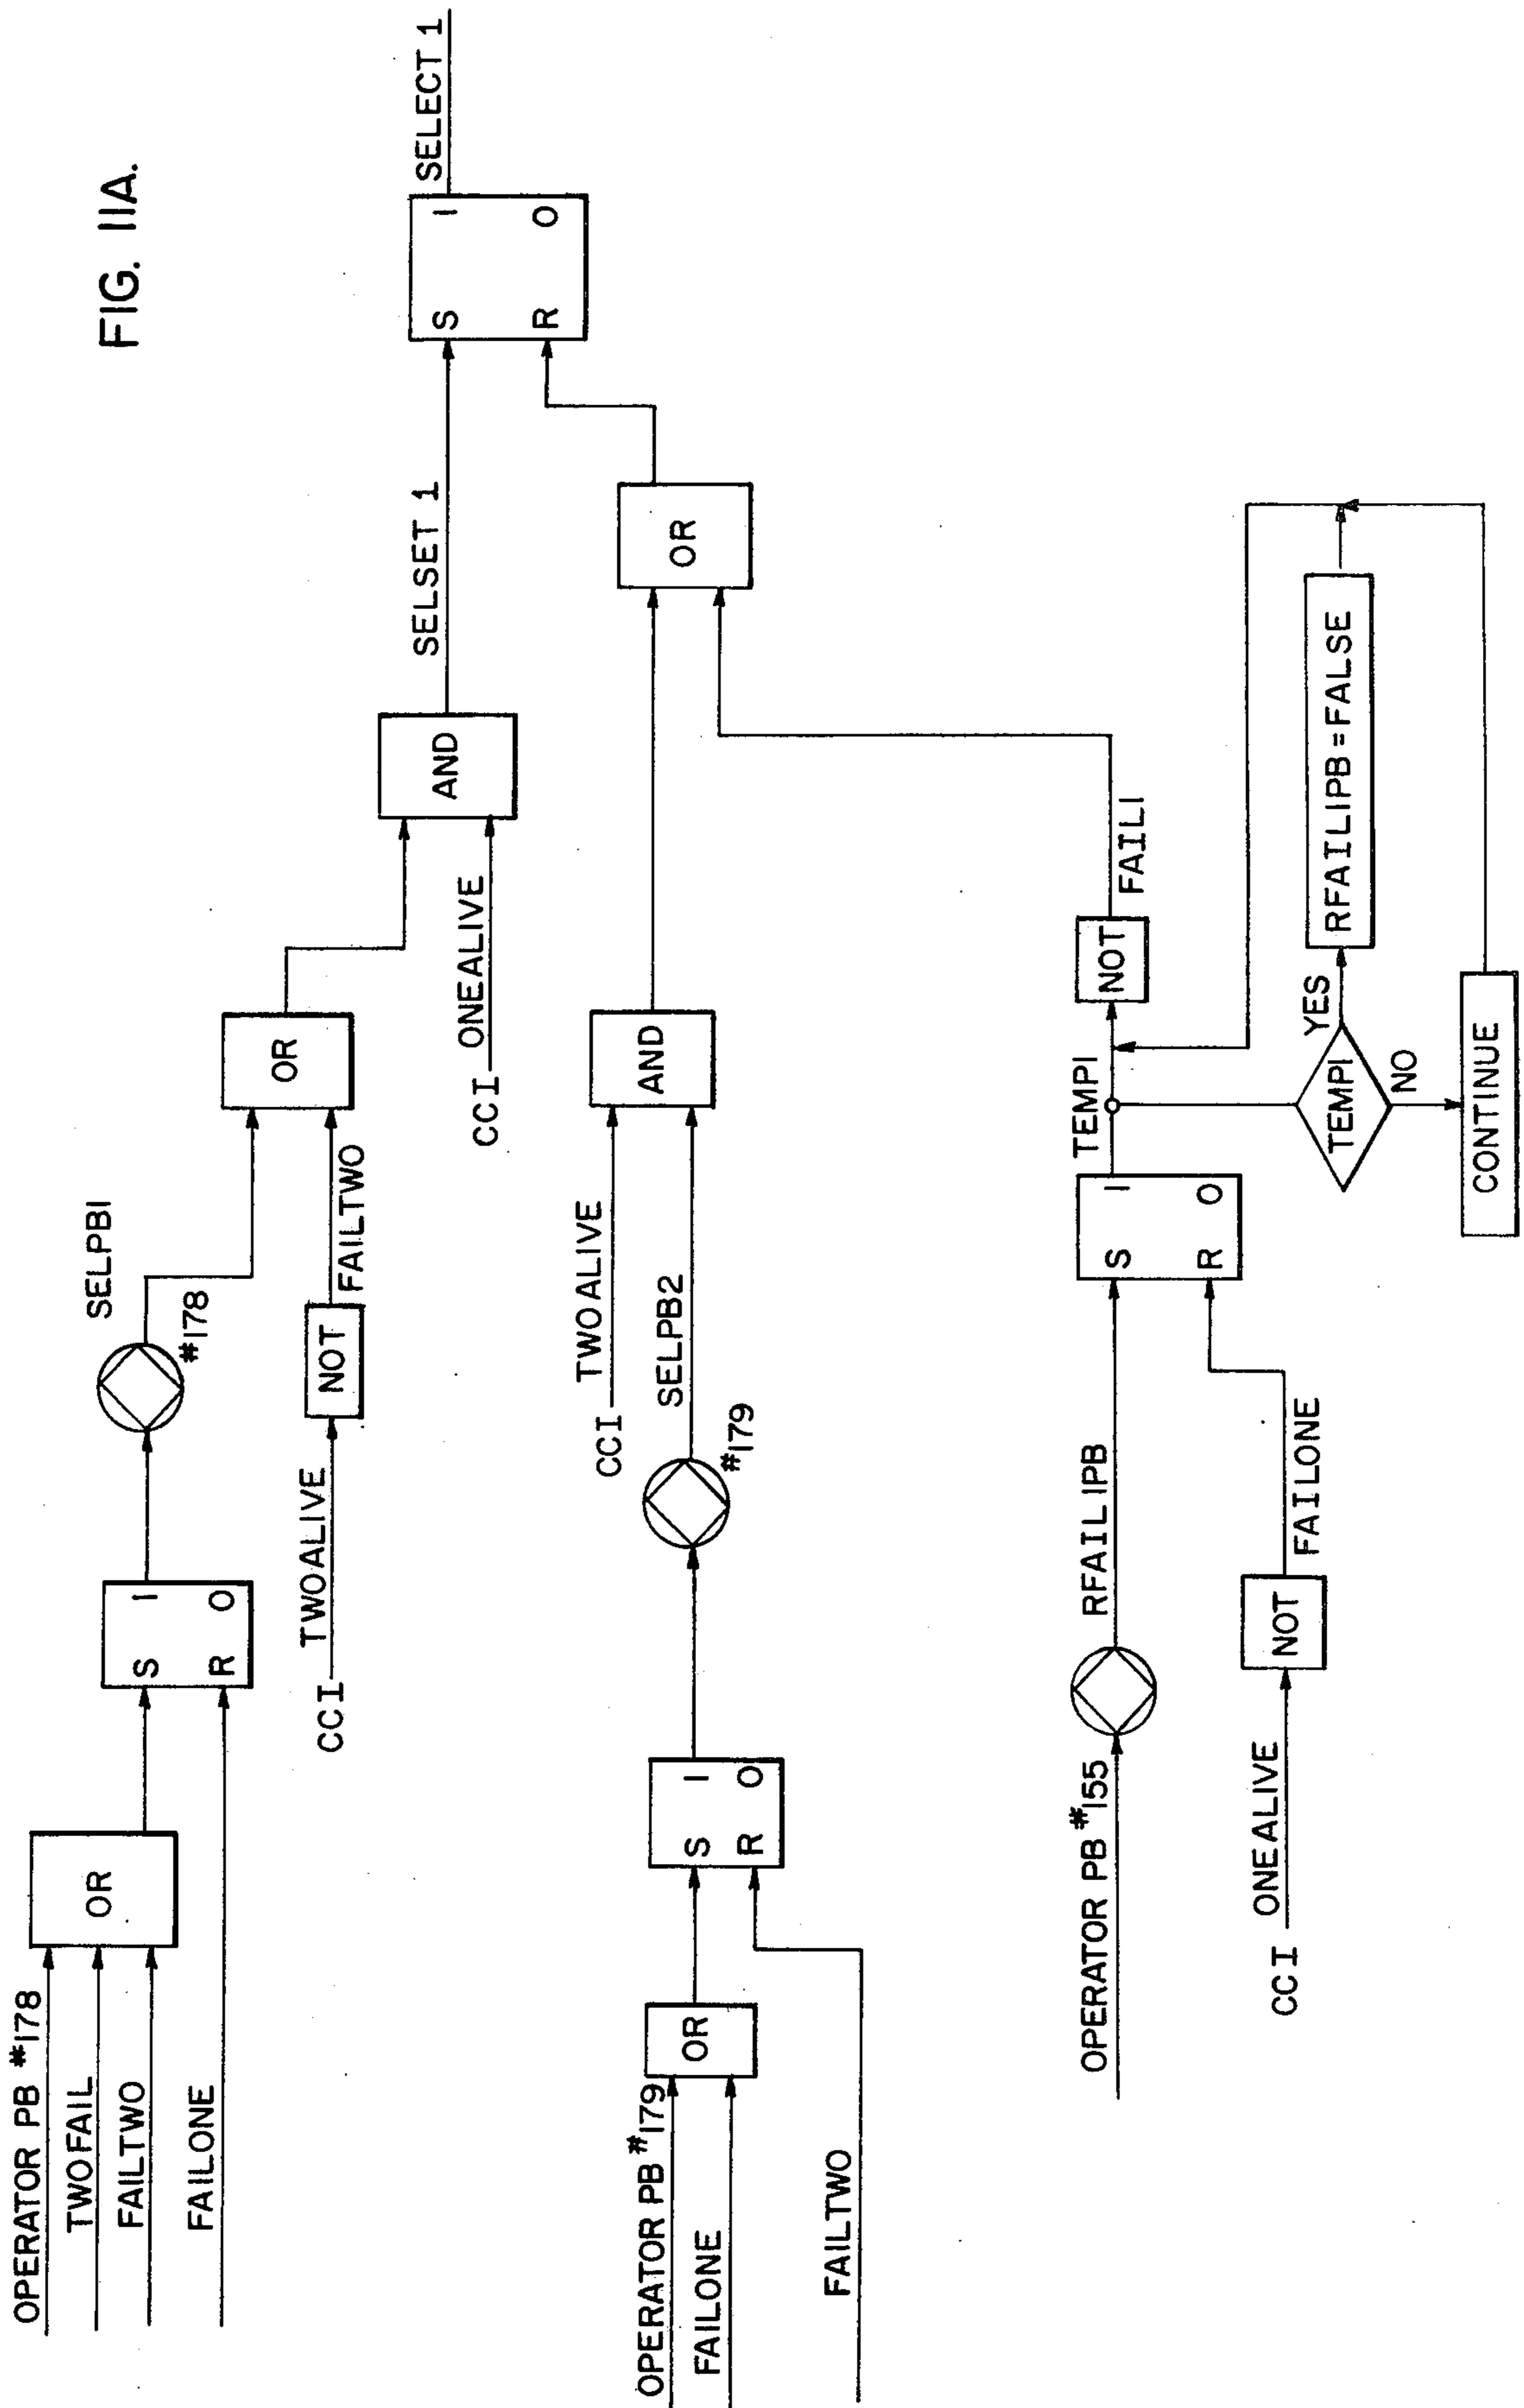 FIG. 11A.
OPERATOR PB #178
TWOFAIL
FAILTWO
FAILONE
OR
S 1
R 0
SELPB1
#178
CCI TWOALIVE
NOT
FAILTWO
OR
CCI ONEALIVE
AND
SELSET 1
S 1
R 0
SELECT 1
OPERATOR PB #179
FAILONE
FAILTWO
OR
S 1
R 0
#179
SELPB2
CCI TWOALIVE
AND
OR
OPERATOR PB #155
RFAIL1PB
CCI ONEALIVE
NOT
FAILONE
S 1
R 0
TEMP1
NOT
FAIL1
TEMP1
YES
NO
RFAIL1PB = FALSE
CONTINUE